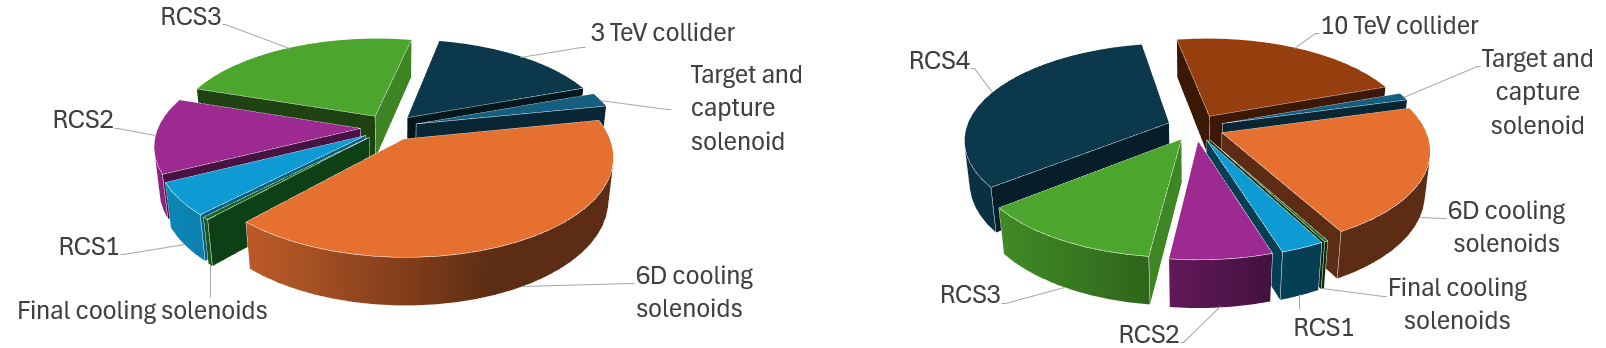 RCS3
3 TeV collider
Target and
capture
solenoid
RCS2
RCS1
Final cooling solenoids
6D cooling
solenoids
10 TeV collider
RCS4
Target and
capture
solenoid
6D cooling
solenoids
RCS3
Final cooling
solenoids
RCS2
RCS1